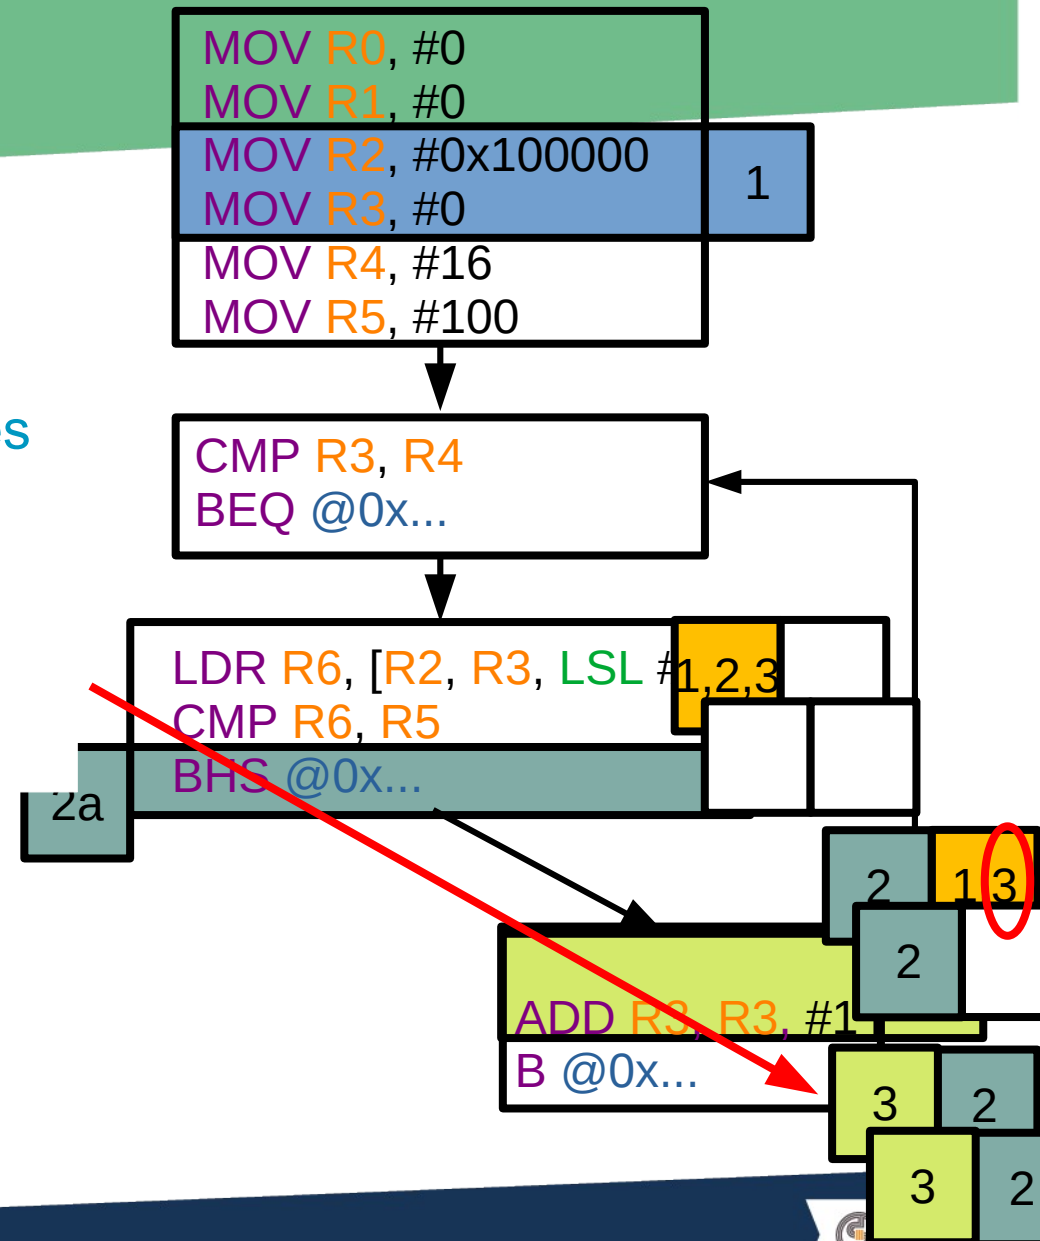 MOV R0, #0
MOV R1, #0
MOV R2, #0x100000
1
MOV R3, #0
MOV R4, #16
MOV R5, #100
s
CMP R3, R4
BEQ @0x...
LDR R6, [R2, R3, LSL #
1,2,3
CMP R6, R5
BHS @0x...
2a
2
1,3
2
ADD R3, R3, #1
B @0x...
3
2
3
2